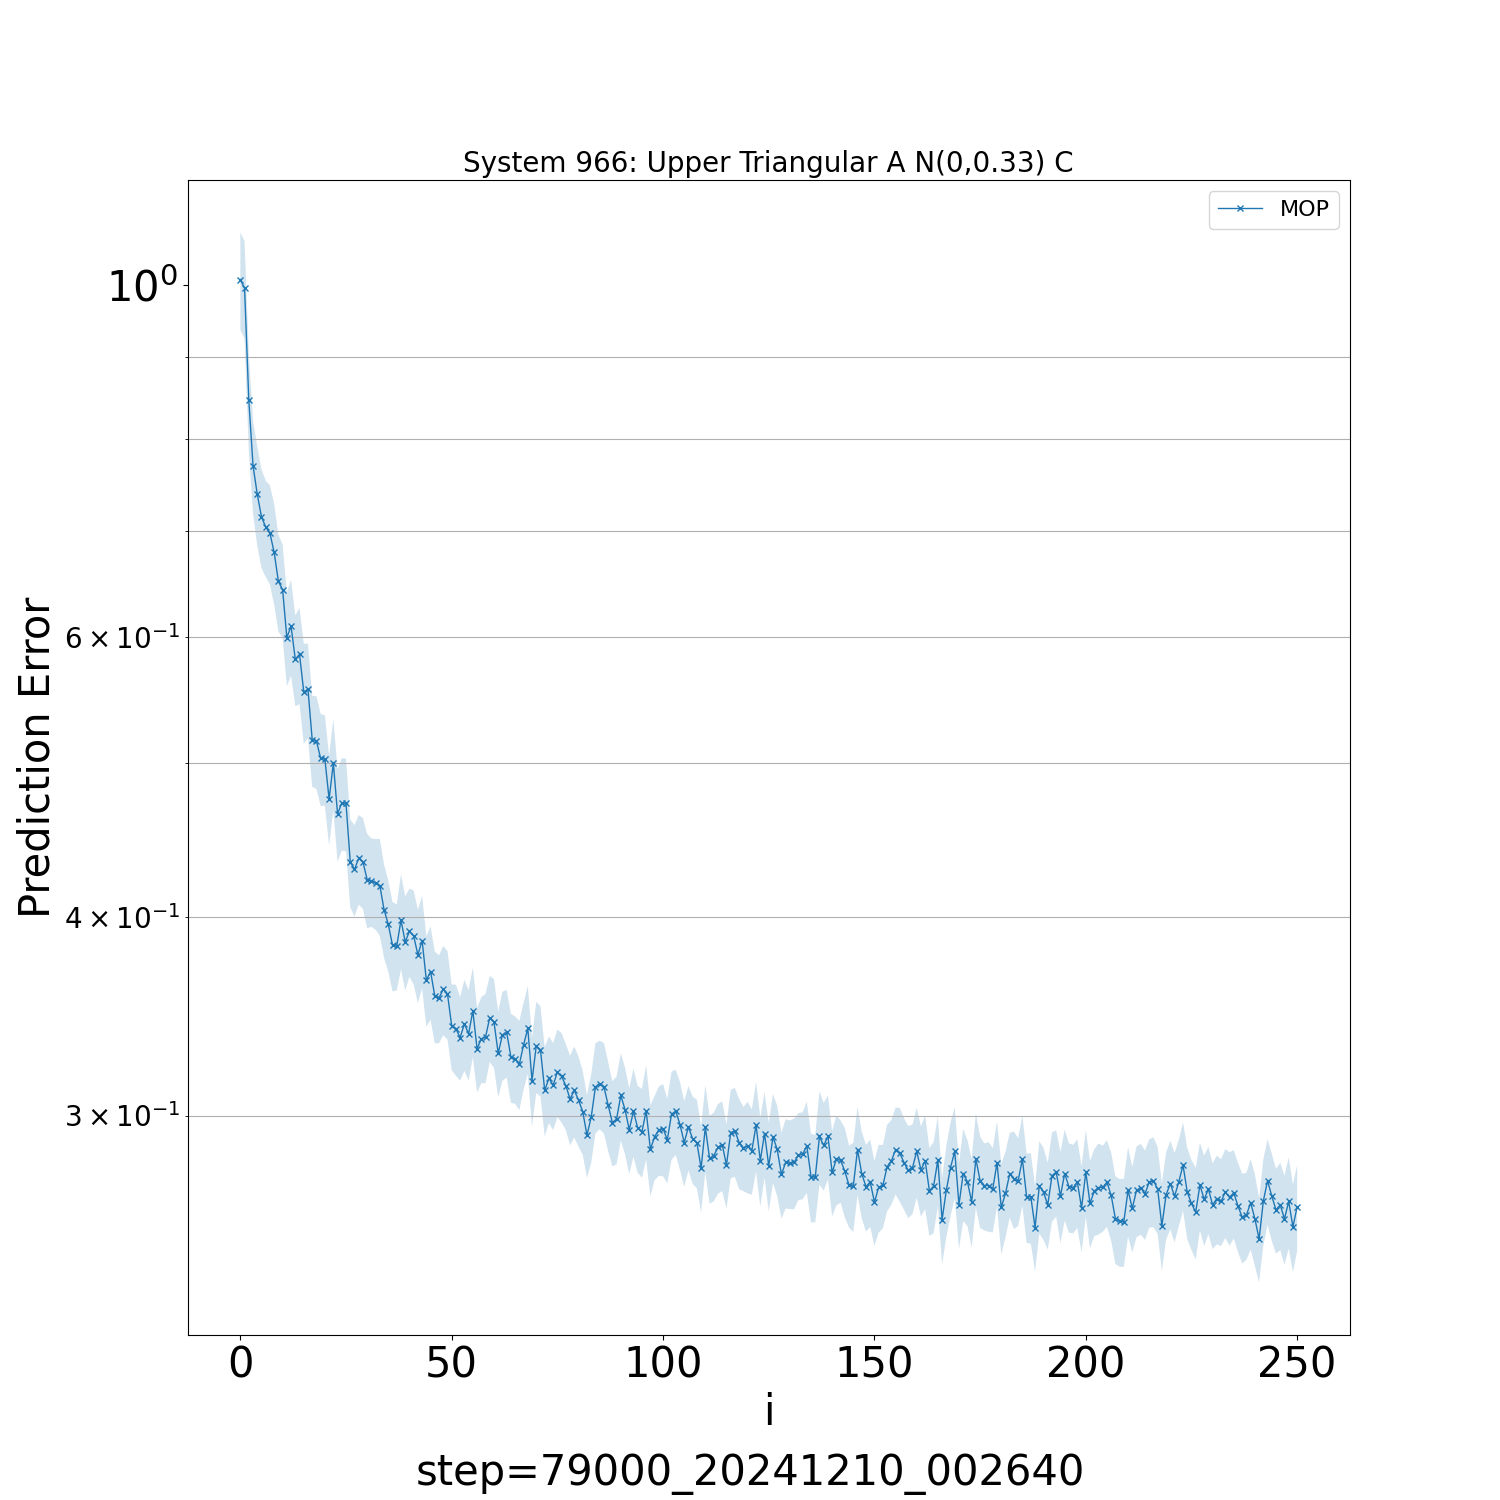 System 966: Upper Triangular A N(0,0.33) C
MOP
10⁰
6 × 10⁻¹
4 × 10⁻¹
3 × 10⁻¹
Prediction Error
0 50 100 150 200 250
i
step=79000_20241210_002640